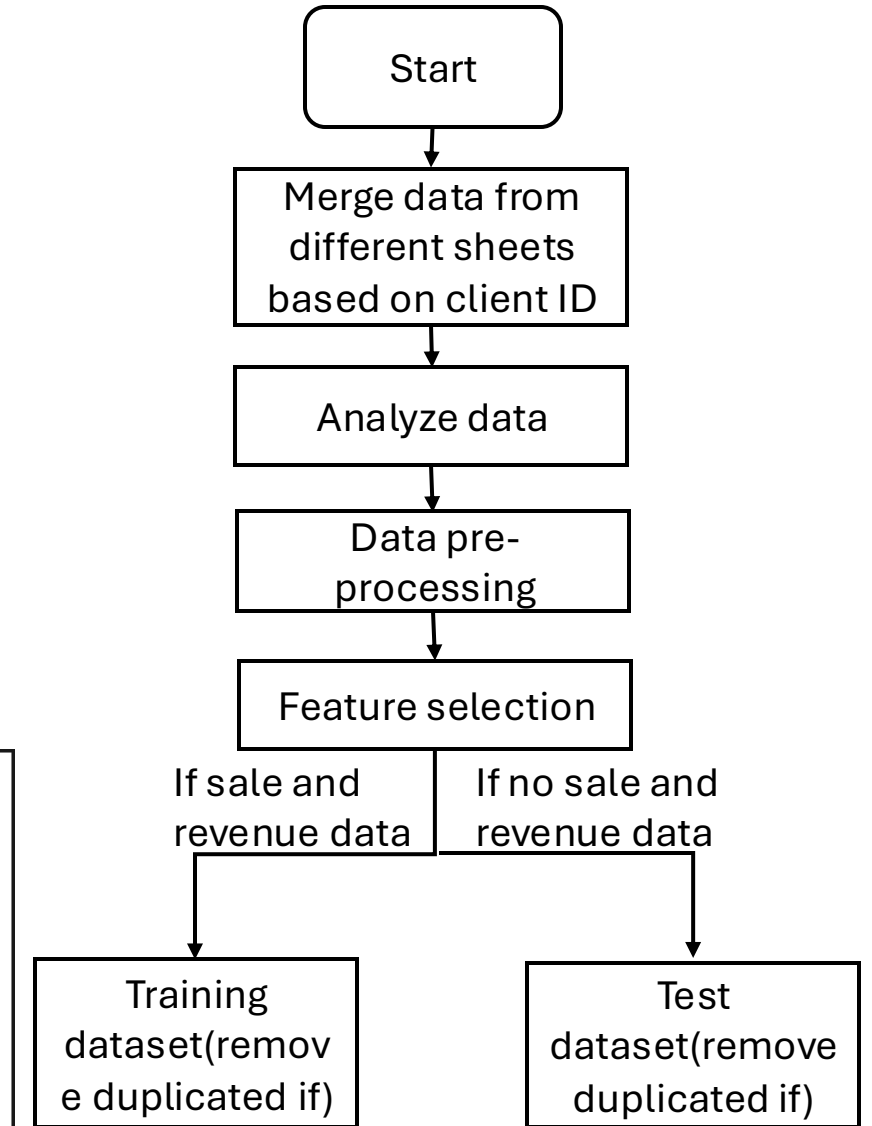 Start
Merge data from
different sheets
based on client ID
Analyze data
Data pre-
processing
Feature selection
If sale and
revenue data
If no sale and
revenue data
Training
dataset(remov
e duplicated if)
Test
dataset(remove
duplicated if)